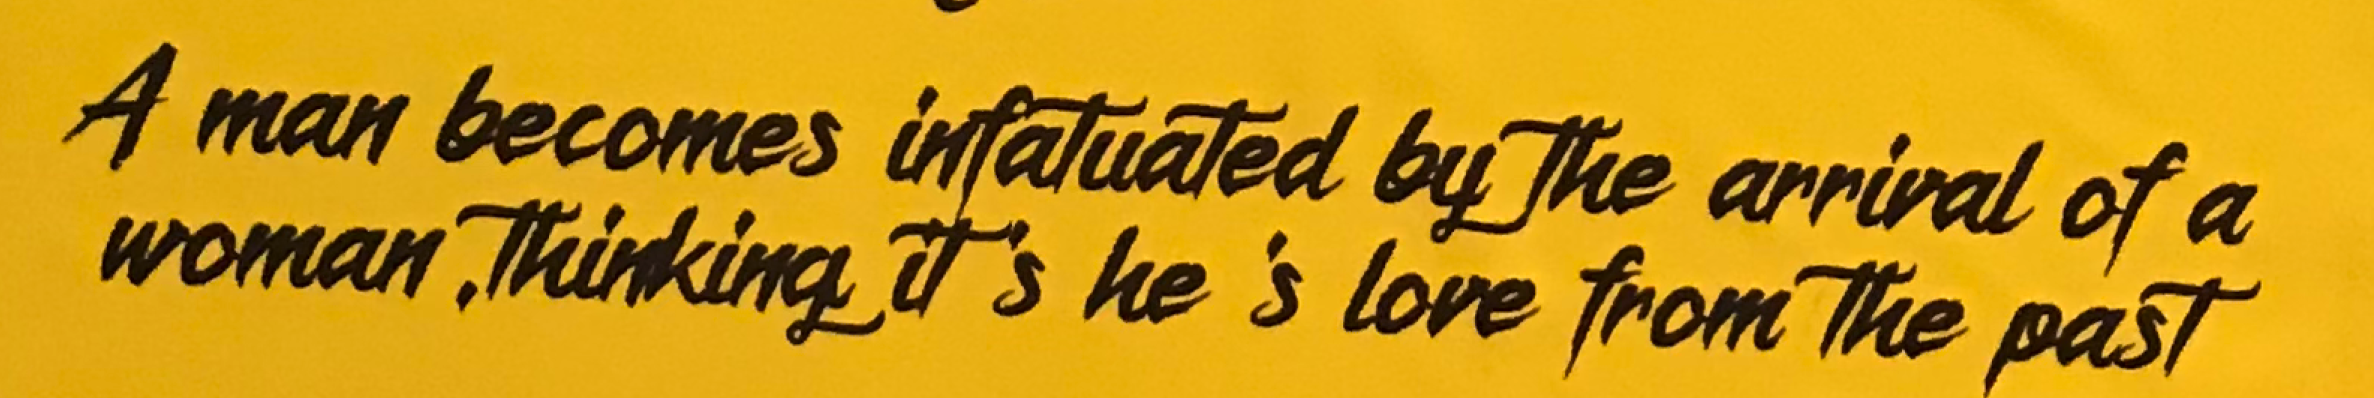 A man becomes infatuated by the arrival of a
woman ,thinking it's he 's love from the past